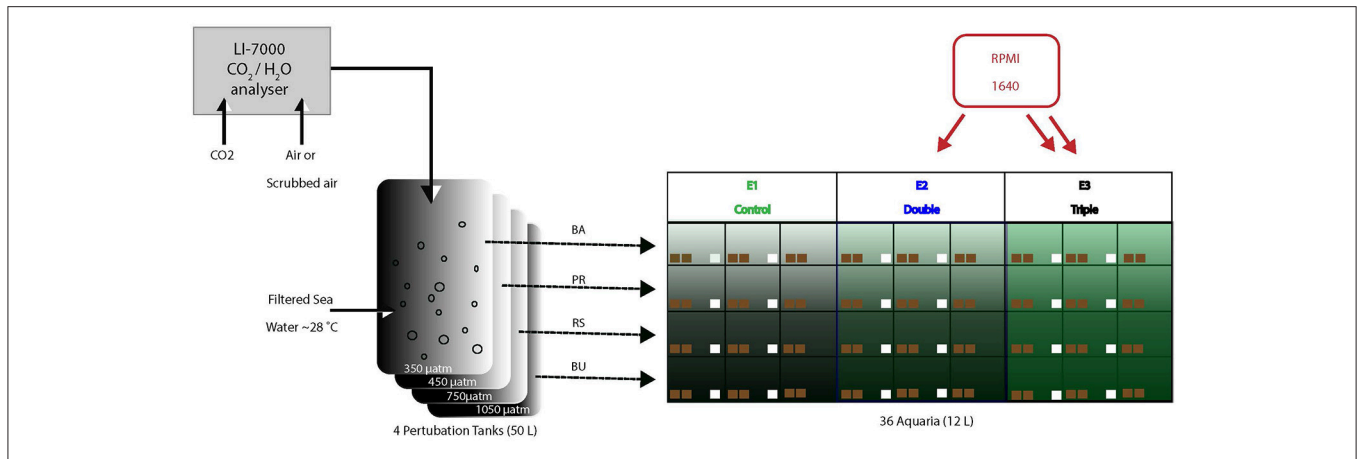 LI-7000
CO2 / H2O
analyser
CO2
Air or
Scrubbed air
Filtered Sea
Water ~28 °C
350 µatm
450 µatm
750µatm
1050 µatm
4 Pertubation Tanks (50 L)
BA
PR
RS
BU
RPMI
1640
E1
Control
E2
Double
E3
Triple
36 Aquaria (12 L)